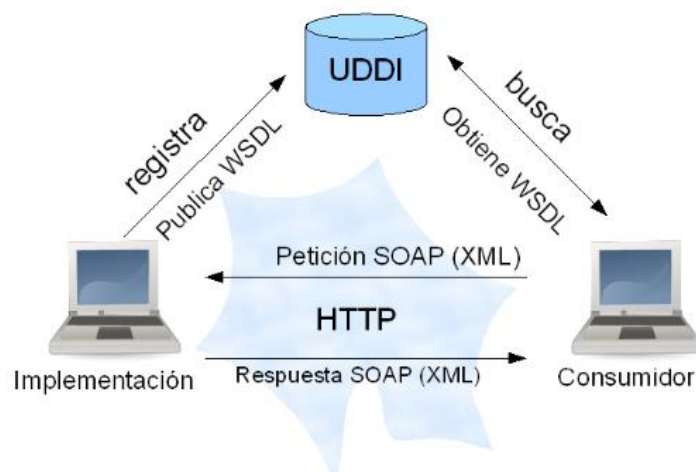 UDDI
registra
Publica WSDL
busca
Obtiene WSDL
Petición SOAP (XML)
HTTP
Respuesta SOAP (XML)
Implementación
Consumidor